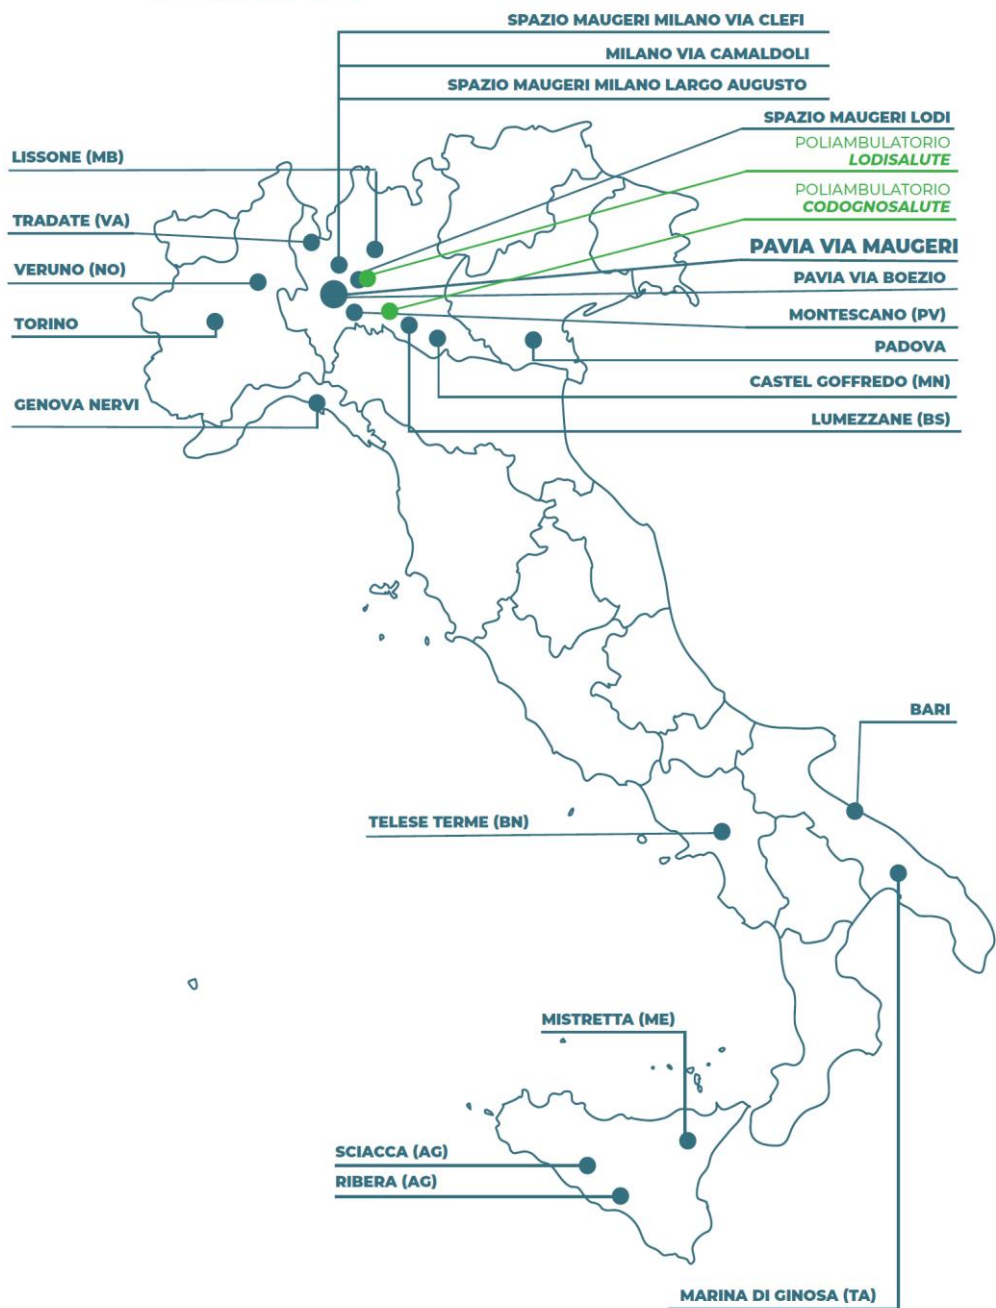 SPAZIO MAUGERI MILANO VIA CLEFI
MILANO VIA CAMALDOLI
SPAZIO MAUGERI MILANO LARGO AUGUSTO
SPAZIO MAUGERI LODI
POLIAMBULATORIO
LODISALUTE
POLIAMBULATORIO
CODOGNOSALUTE
PAVIA VIA MAUGERI
PAVIA VIA BOEZIO
MONTESCANO (PV)
PADOVA
CASTEL GOFFREDO (MN)
LUMEZZANE (BS)
LISSONE (MB)
TRADATE (VA)
VERUNO (NO)
TORINO
GENOVA NERVI
BARI
TELESE TERME (BN)
MISTRETTA (ME)
SCIACCA (AG)
RIBERA (AG)
MARINA DI GINOSA (TA)